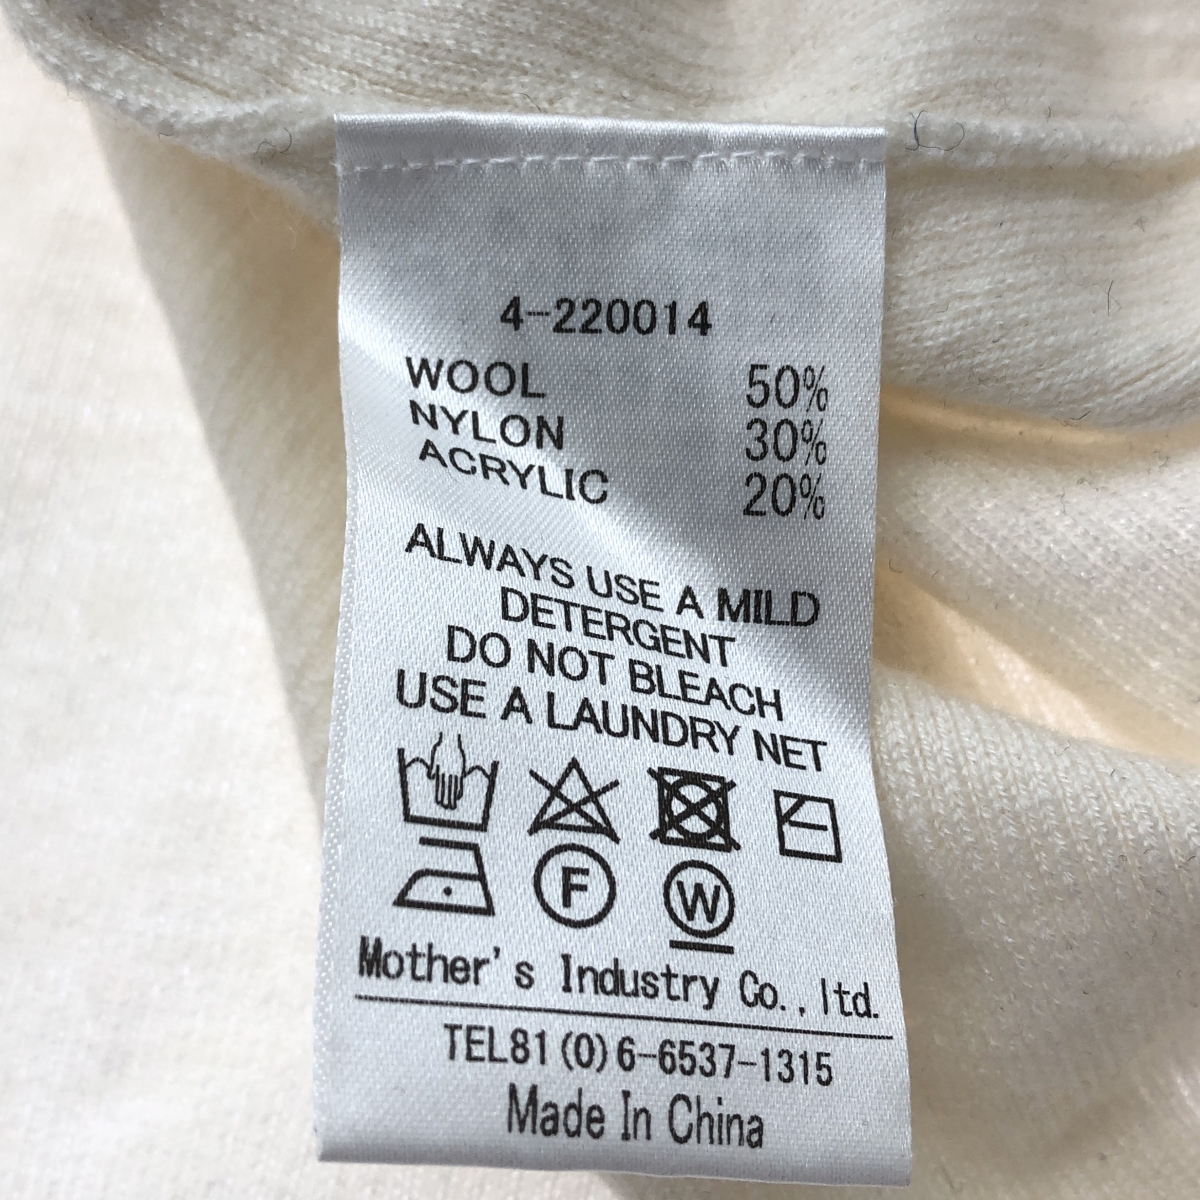 4-220014
WOOL 50%
NYLON 30%
ACRYLIC 20%
ALWAYS USE A MILD
DETERGENT
DO NOT BLEACH
USE A LAUNDRY NET
F W
Mother's Industry Co., ltd.
TEL81(0)6-6537-1315
Made In China